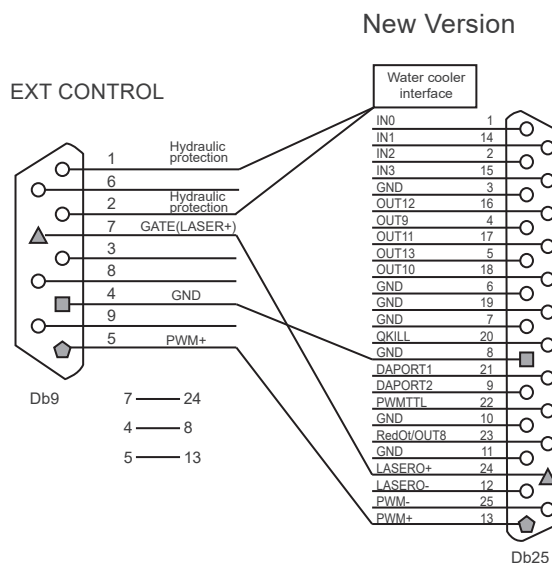 New Version
EXT CONTROL
Water cooler
interface
1 Hydraulic
protection
6
2 Hydraulic
protection
7 GATE(LASER+)
3
8
4 GND
9
5 PWM+
Db9
7 24
4 8
5 13
IN0 1
IN1 14
IN2 2
IN3 15
GND 3
OUT12 16
OUT9 4
OUT11 17
OUT13 5
OUT10 18
GND 6
GND 19
GND 7
QKILL 20
GND 8
DAPORT1 21
DAPORT2 9
PWMTTL 22
GND 10
RedOt/OUT8 23
GND 11
LASERO+ 24
LASERO- 12
PWM- 25
PWM+ 13
Db25